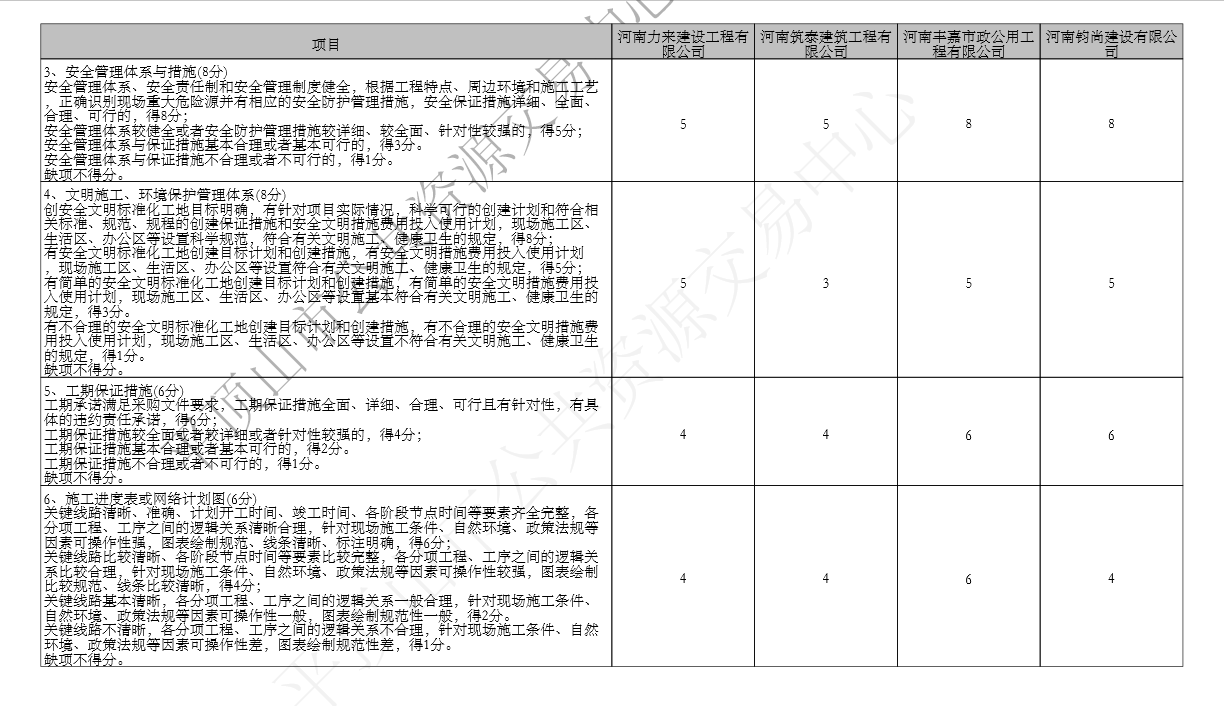 项目
河南力来建设工程有
限公司
河南筑泰建筑工程有
限公司
河南丰嘉市政公用工
程有限公司
河南钧尚建设有限公
司
3、安全管理体系与措施(8分)
安全管理体系、安全责任制和安全管理制度健全，根据工程特点、周边环境和施工工艺
，正确识别现场重大危险源并有相应的安全防护管理措施，安全保证措施详细、全面、
合理、可行的，得8分；
安全管理体系较健全或者安全防护管理措施较详细、较全面、针对性较强的，得5分；
安全管理体系与保证措施基本合理或者基本可行的，得3分。
安全管理体系与保证措施不合理或者不可行的，得1分。
缺项不得分。
5
5
8
8
4、文明施工、环境保护管理体系(8分)
创安全文明标准化工地目标明确，有针对项目实际情况，科学可行的创建计划和符合相
关标准、规范、规程的创建保证措施和安全文明措施费用投入使用计划，现场施工区、
生活区、办公区等设置科学规范，符合有关文明施工、健康卫生的规定，得8分；
有安全文明标准化工地创建目标计划和创建措施，有安全文明措施费用投入使用计划
，现场施工区、生活区、办公区等设置符合有关文明施工、健康卫生的规定，得5分；
有简单的安全文明标准化工地创建目标计划和创建措施，有简单的安全文明措施费用投
入使用计划，现场施工区、生活区、办公区等设置基本符合有关文明施工、健康卫生的
规定，得3分。
有不合理的安全文明标准化工地创建目标计划和创建措施，有不合理的安全文明措施费
用投入使用计划，现场施工区、生活区、办公区等设置不符合有关文明施工、健康卫生
的规定，得1分。
缺项不得分。
5
3
5
5
5、工期保证措施(6分)
工期承诺满足采购文件要求，工期保证措施全面、详细、合理、可行且有针对性，有具
体的违约责任承诺，得6分；
工期保证措施较全面或者较详细或者针对性较强的，得4分；
工期保证措施基本合理或者基本可行的，得2分。
工期保证措施不合理或者不可行的，得1分。
缺项不得分。
4
4
6
6
6、施工进度表或网络计划图(6分)
关键线路清晰、准确、计划开工时间、竣工时间、各阶段节点时间等要素齐全完整，各
分项工程、工序之间的逻辑关系清晰合理，针对现场施工条件、自然环境、政策法规等
因素可操作性强，图表绘制规范、线条清晰、标注明确，得6分；
关键线路比较清晰、各阶段节点时间等要素比较完整，各分项工程、工序之间的逻辑关
系比较合理，针对现场施工条件、自然环境、政策法规等因素可操作性较强，图表绘制
比较规范、线条比较清晰，得4分；
关键线路基本清晰，各分项工程、工序之间的逻辑关系一般合理，针对现场施工条件、
自然环境、政策法规等因素可操作性一般，图表绘制规范性一般，得2分。
关键线路不清晰，各分项工程、工序之间的逻辑关系不合理，针对现场施工条件、自然
环境、政策法规等因素可操作性差，图表绘制规范性差，得1分。
缺项不得分。
4
4
6
4